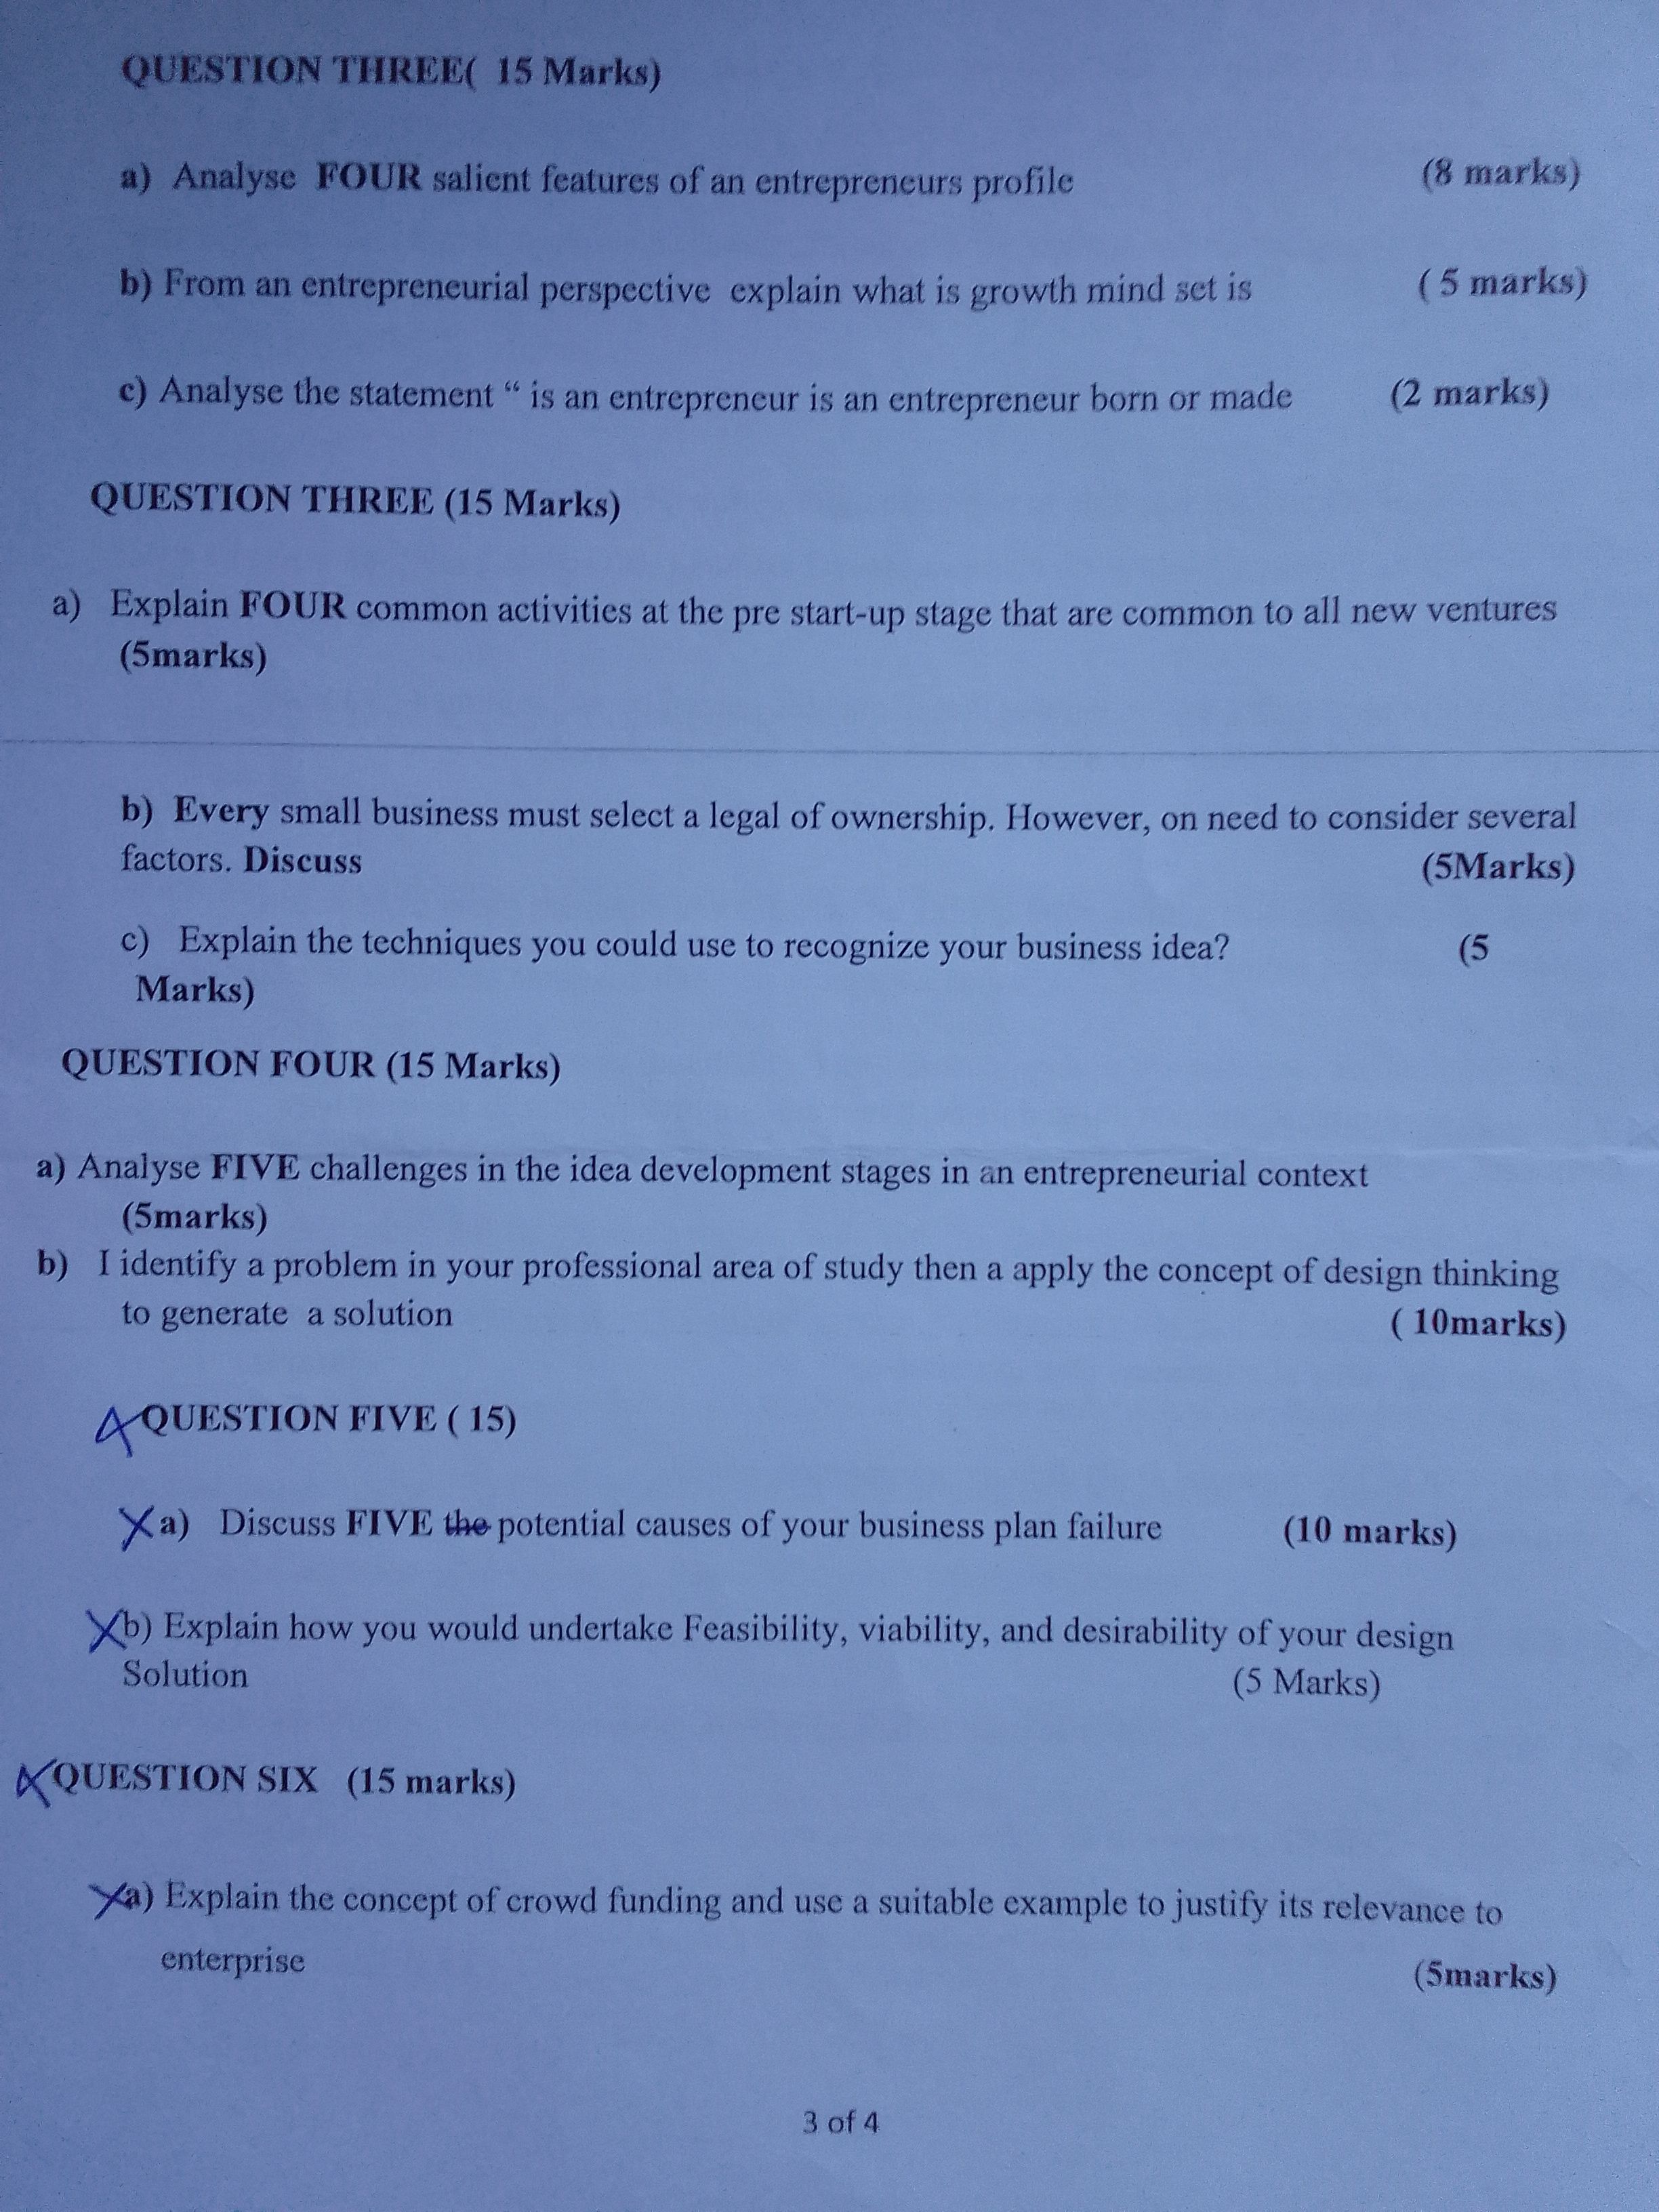 QUESTION THREE( 15 Marks)
a) Analyse FOUR salient features of an entrepreneurs profile (8 marks)
b) From an entrepreneurial perspective explain what is growth mind set is ( 5 marks)
c) Analyse the statement “ is an entrepreneur is an entrepreneur born or made (2 marks)
QUESTION THREE (15 Marks)
a) Explain FOUR common activities at the pre start-up stage that are common to all new ventures
(5marks)
b) Every small business must select a legal of ownership. However, on need to consider several
factors. Discuss (5Marks)
c) Explain the techniques you could use to recognize your business idea? (5
Marks)
QUESTION FOUR (15 Marks)
a) Analyse FIVE challenges in the idea development stages in an entrepreneurial context
(5marks)
b) I identify a problem in your professional area of study then a apply the concept of design thinking
to generate a solution ( 10marks)
QUESTION FIVE ( 15)
a) Discuss FIVE the potential causes of your business plan failure (10 marks)
b) Explain how you would undertake Feasibility, viability, and desirability of your design
Solution (5 Marks)
QUESTION SIX (15 marks)
a) Explain the concept of crowd funding and use a suitable example to justify its relevance to
enterprise (5marks)
3 of 4